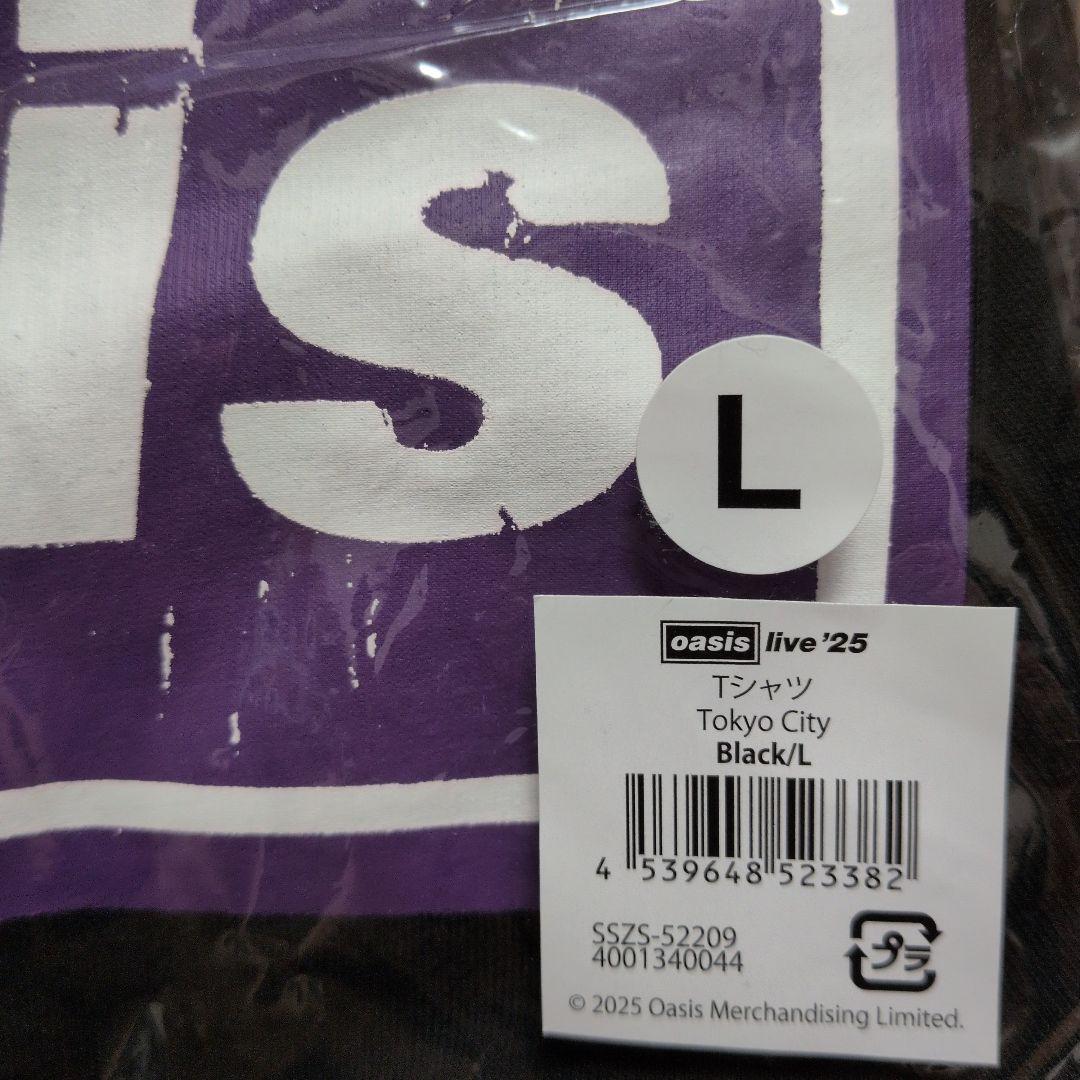 is
L
oasis live '25
Tシャツ
Tokyo City
Black/L
4 539648 523382
SSZS-52209
4001340044
プラ
© 2025 Oasis Merchandising Limited.